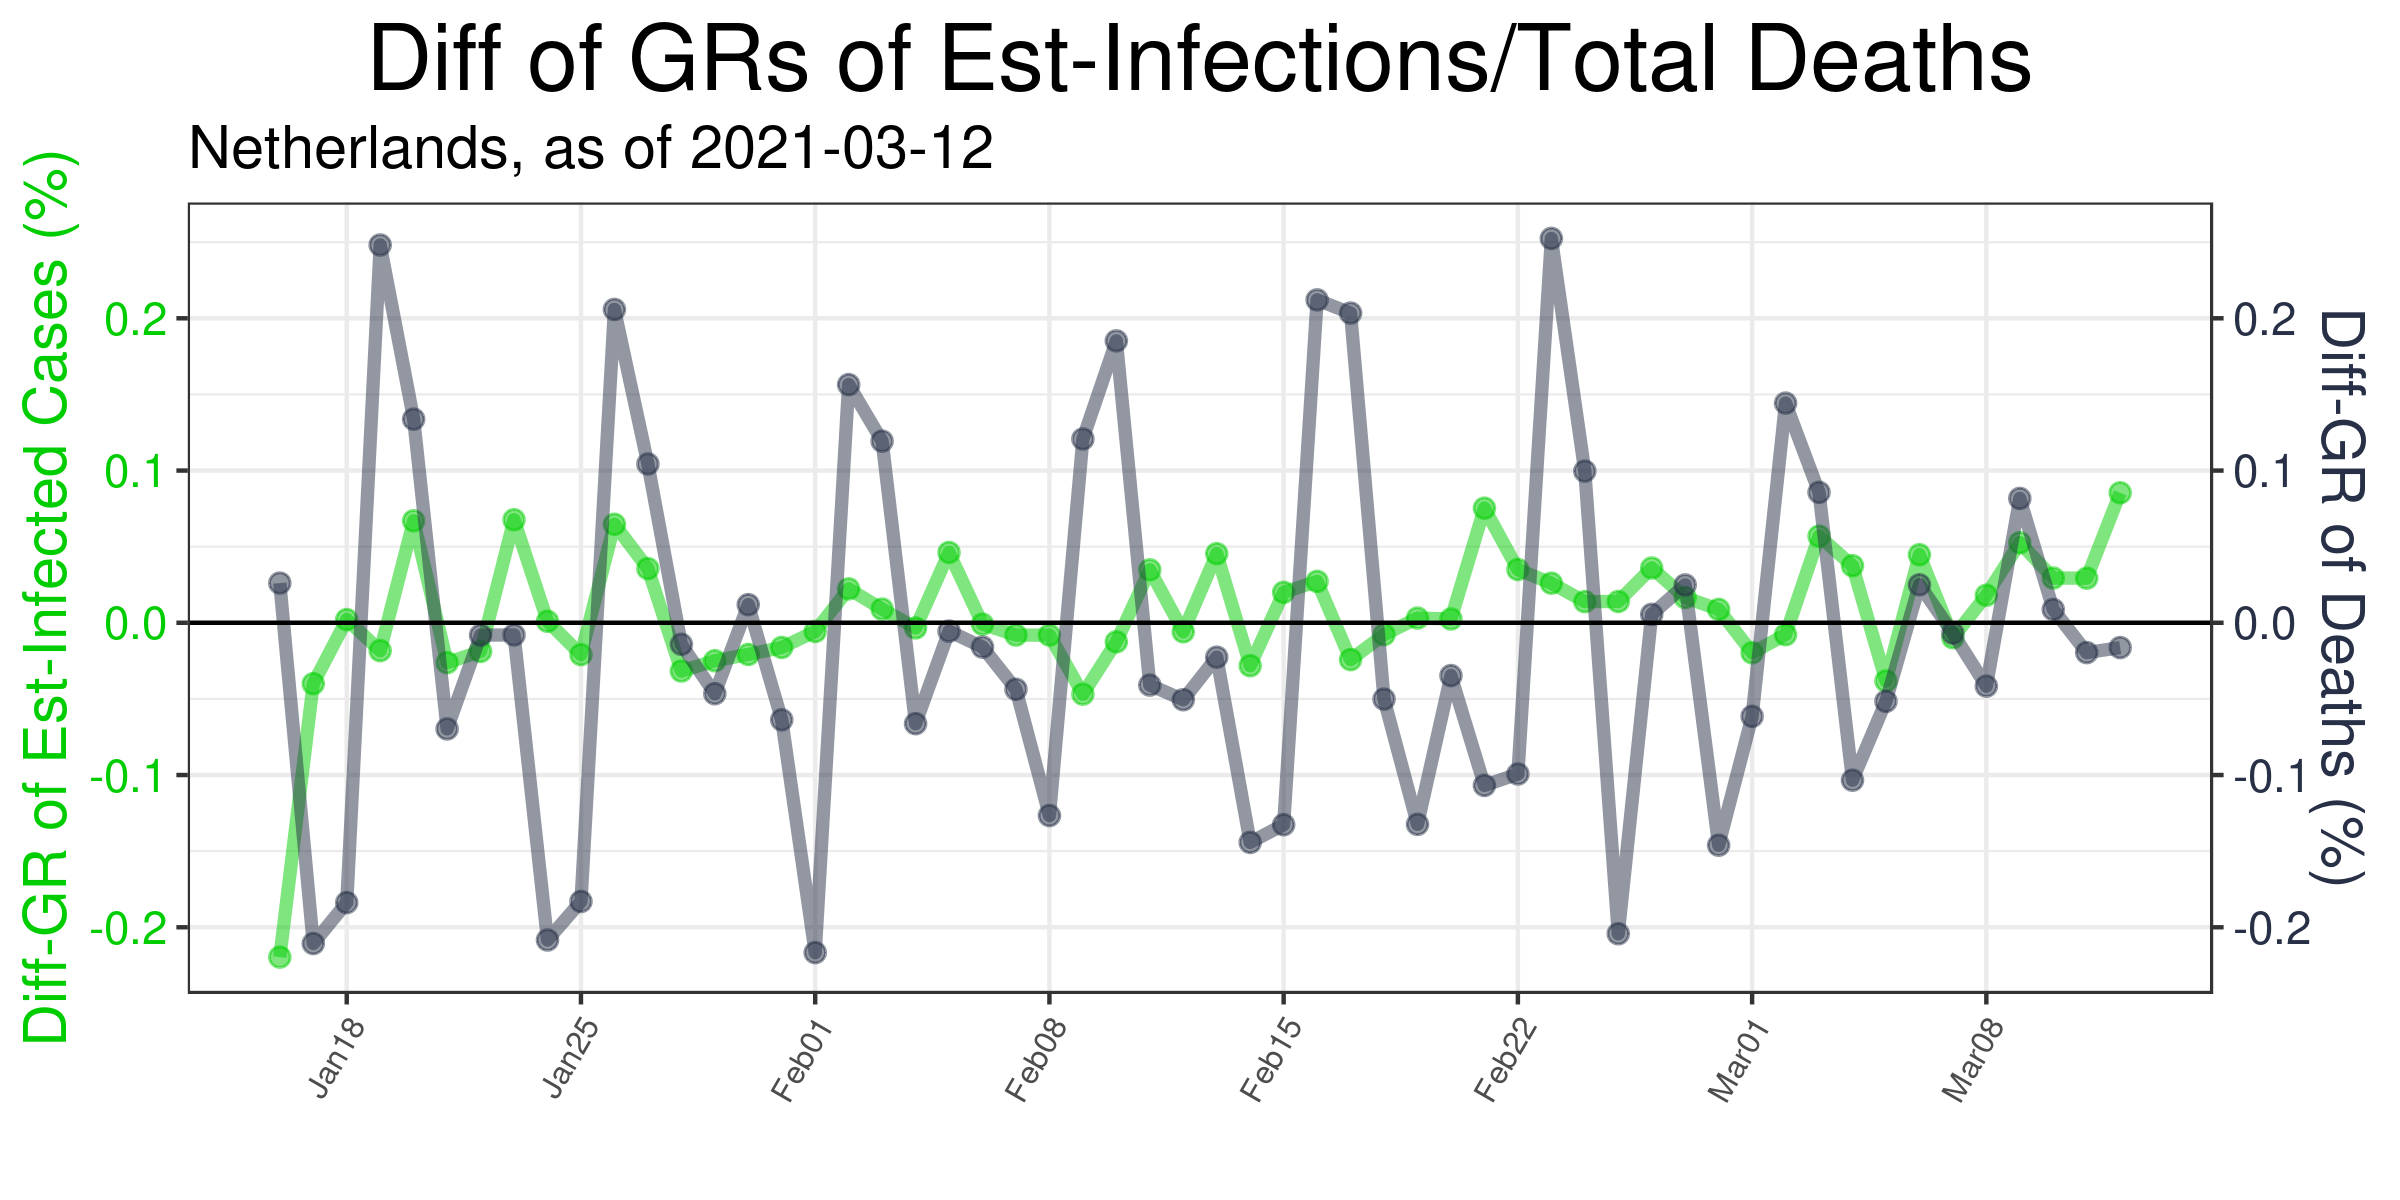 Diff of GRs of Est-Infections/Total Deaths
Netherlands, as of 2021-03-12
Diff-GR of Est-Infected Cases (%)
0.2
0.1
0.0
-0.1
-0.2
0.2
0.1
0.0
-0.1
-0.2
Diff-GR of Deaths (%)
Jan18
Jan25
Feb01
Feb08
Feb15
Feb22
Mar01
Mar08